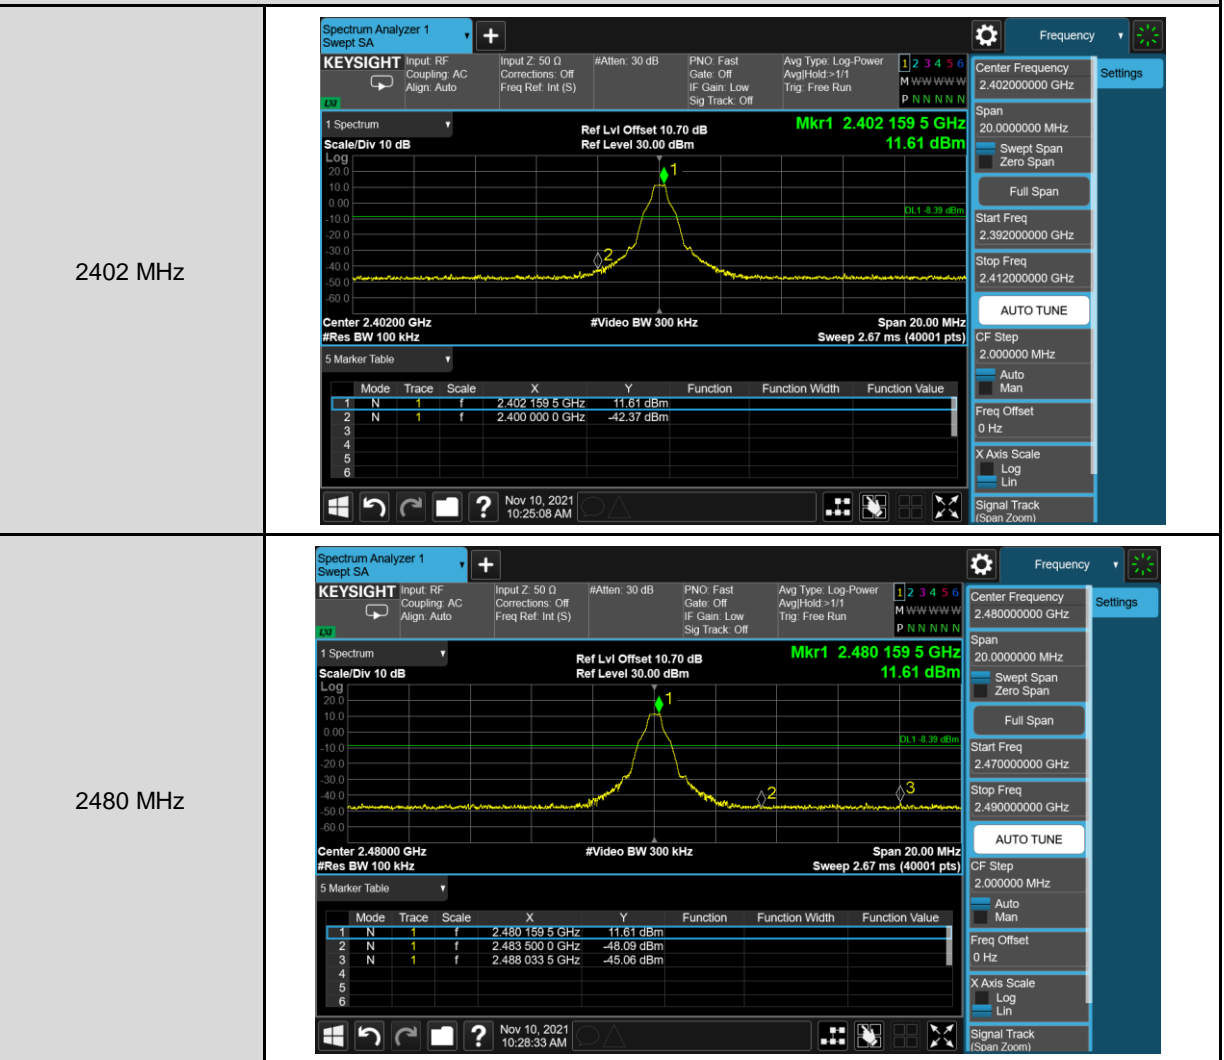 2402 MHz
Spectrum Analyzer 1
Swept SA
+
Frequency
KEYSIGHT
Input: RF
Coupling: AC
Align: Auto
Input Z: 50 Ω
Corrections: Off
Freq Ref: Int (S)
#Atten: 30 dB
PNO: Fast
Gate: Off
IF Gain: Low
Sig Track: Off
Avg Type: Log-Power
Avg|Hold:>1/1
Trig: Free Run
1 2 3 4 5 6
M W W W W W
P N N N N N
LXI
1 Spectrum
Scale/Div 10 dB
Ref Lvl Offset 10.70 dB
Ref Level 30.00 dBm
Mkr1 2.402 159 5 GHz
11.61 dBm
Log
20.0
10.0
0.00
-10.0
-20.0
-30.0
-40.0
-50.0
-60.0
1
2
DL1 -8.39 dBm
Center 2.40200 GHz
#Video BW 300 kHz
Span 20.00 MHz
#Res BW 100 kHz
Sweep 2.67 ms (40001 pts)
5 Marker Table
Mode Trace Scale X Y Function Function Width Function Value
1 N 1 f 2.402 159 5 GHz 11.61 dBm
2 N 1 f 2.400 000 0 GHz -42.37 dBm
3
4
5
6
?
Nov 10, 2021
10:25:08 AM
Center Frequency
2.402000000 GHz
Settings
Span
20.0000000 MHz
Swept Span
Zero Span
Full Span
Start Freq
2.392000000 GHz
Stop Freq
2.412000000 GHz
AUTO TUNE
CF Step
2.000000 MHz
Auto
Man
Freq Offset
0 Hz
X Axis Scale
Log
Lin
Signal Track
(Span Zoom)
2480 MHz
Spectrum Analyzer 1
Swept SA
+
Frequency
KEYSIGHT
Input: RF
Coupling: AC
Align: Auto
Input Z: 50 Ω
Corrections: Off
Freq Ref: Int (S)
#Atten: 30 dB
PNO: Fast
Gate: Off
IF Gain: Low
Sig Track: Off
Avg Type: Log-Power
Avg|Hold:>1/1
Trig: Free Run
1 2 3 4 5 6
M W W W W W
P N N N N N
LXI
1 Spectrum
Scale/Div 10 dB
Ref Lvl Offset 10.70 dB
Ref Level 30.00 dBm
Mkr1 2.480 159 5 GHz
11.61 dBm
Log
20.0
10.0
0.00
-10.0
-20.0
-30.0
-40.0
-50.0
-60.0
1
2
3
DL1 -8.39 dBm
Center 2.48000 GHz
#Video BW 300 kHz
Span 20.00 MHz
#Res BW 100 kHz
Sweep 2.67 ms (40001 pts)
5 Marker Table
Mode Trace Scale X Y Function Function Width Function Value
1 N 1 f 2.480 159 5 GHz 11.61 dBm
2 N 1 f 2.483 500 0 GHz -48.09 dBm
3 N 1 f 2.488 033 5 GHz -45.06 dBm
4
5
6
?
Nov 10, 2021
10:28:33 AM
Center Frequency
2.480000000 GHz
Settings
Span
20.0000000 MHz
Swept Span
Zero Span
Full Span
Start Freq
2.470000000 GHz
Stop Freq
2.490000000 GHz
AUTO TUNE
CF Step
2.000000 MHz
Auto
Man
Freq Offset
0 Hz
X Axis Scale
Log
Lin
Signal Track
(Span Zoom)